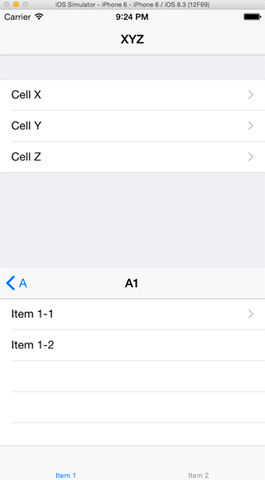 iOS Simulator - iPhone 6 - iPhone 6 / iOS 8.3 (12F69)
Carrier 9:24 PM
XYZ
Cell X
Cell Y
Cell Z
A A1
Item 1-1
Item 1-2
Item 1 Item 2